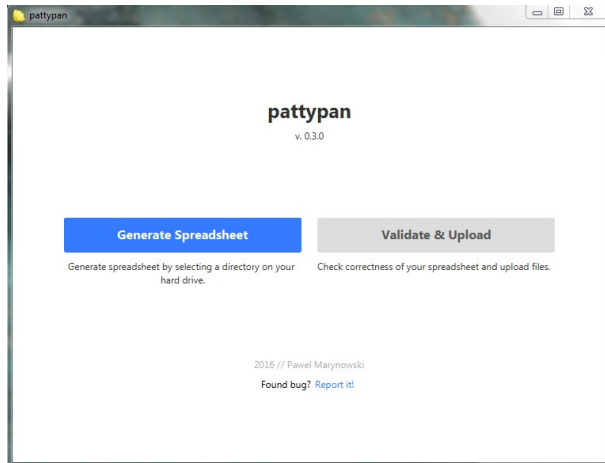 pattypan
pattypan
v. 0.3.0
Generate Spreadsheet
Validate & Upload
Generate spreadsheet by selecting a directory on your
hard drive.
Check correctness of your spreadsheet and upload files.
2016 // Pawel Marynowski
Found bug? Report it!